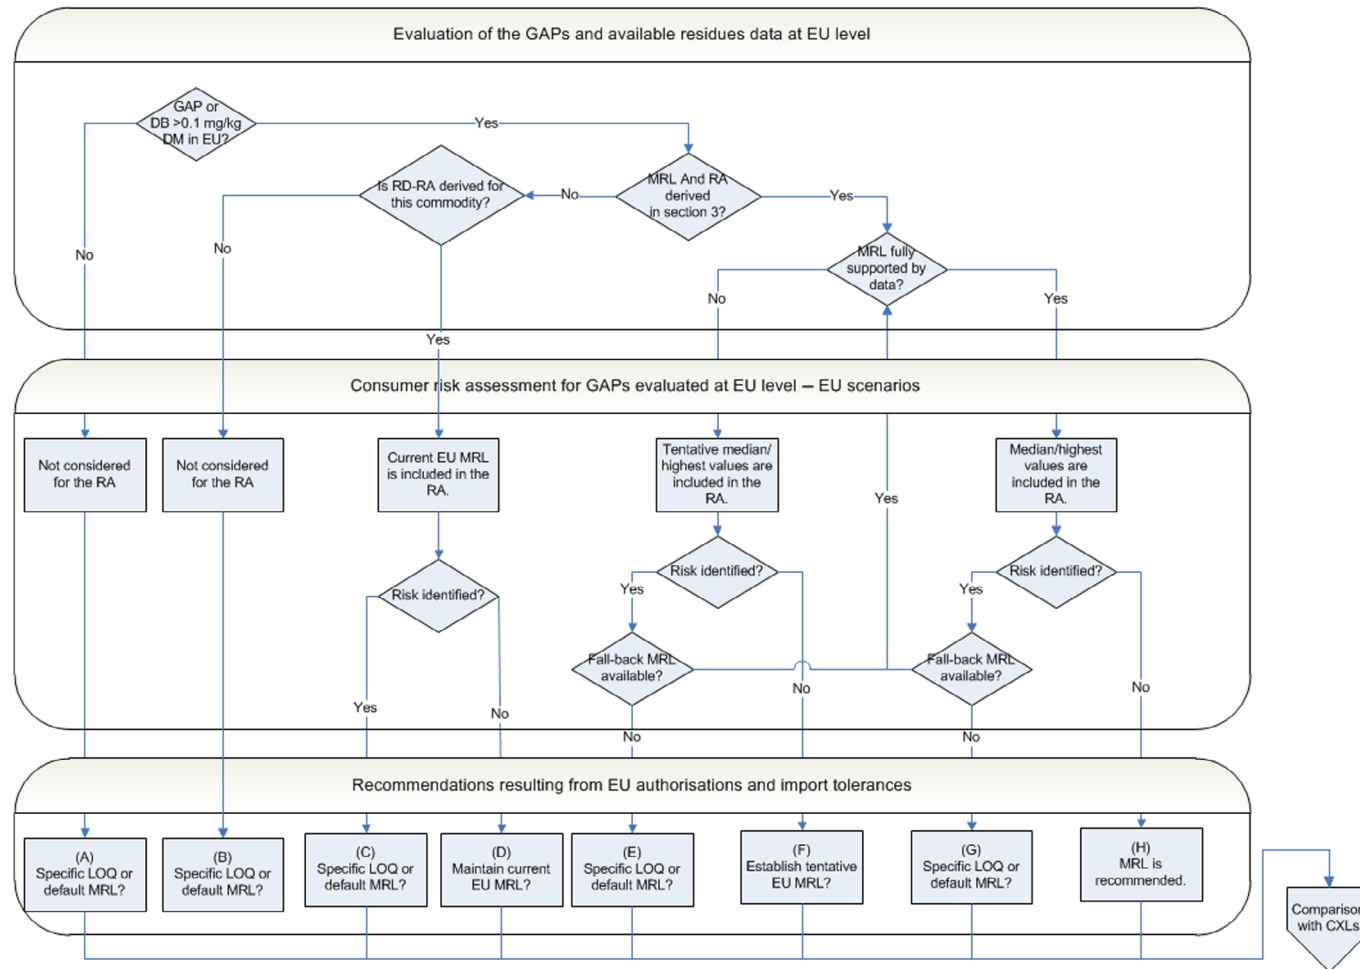 Evaluation of the GAPs and available residues data at EU level
GAP or
DB >0.1 mg/kg
DM in EU?
Yes
Is RD-RA derived for
this commodity?
No
MRL And RA
derived
in section 3?
Yes
No
No
MRL fully
supported by
data?
No
Yes
Yes
Consumer risk assessment for GAPs evaluated at EU level – EU scenarios
Not considered
for the RA
Not considered
for the RA
Current EU MRL
is included in the
RA.
Tentative median/
highest values are
included in the
RA.
Yes
Median/highest
values are
included in the
RA.
Risk identified?
Risk identified?
Risk identified?
Yes
Yes
Fall-back MRL
available?
Fall-back MRL
available?
Yes
No
No
No
No
No
Recommendations resulting from EU authorisations and import tolerances
(A)
Specific LOQ or
default MRL?
(B)
Specific LOQ or
default MRL?
(C)
Specific LOQ or
default MRL?
(D)
Maintain current
EU MRL?
(E)
Specific LOQ or
default MRL?
(F)
Establish tentative
EU MRL?
(G)
Specific LOQ or
default MRL?
(H)
MRL is
recommended.
Comparison
with CXLs